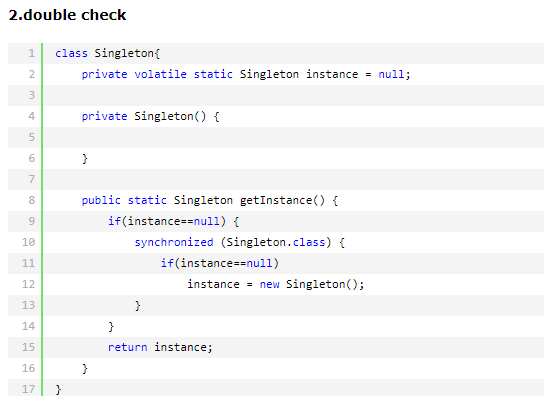 2.double check
1 class Singleton{
2     private volatile static Singleton instance = null;
3
4     private Singleton() {
5
6     }
7
8     public static Singleton getInstance() {
9         if(instance==null) {
10             synchronized (Singleton.class) {
11                 if(instance==null)
12                     instance = new Singleton();
13             }
14         }
15         return instance;
16     }
17 }